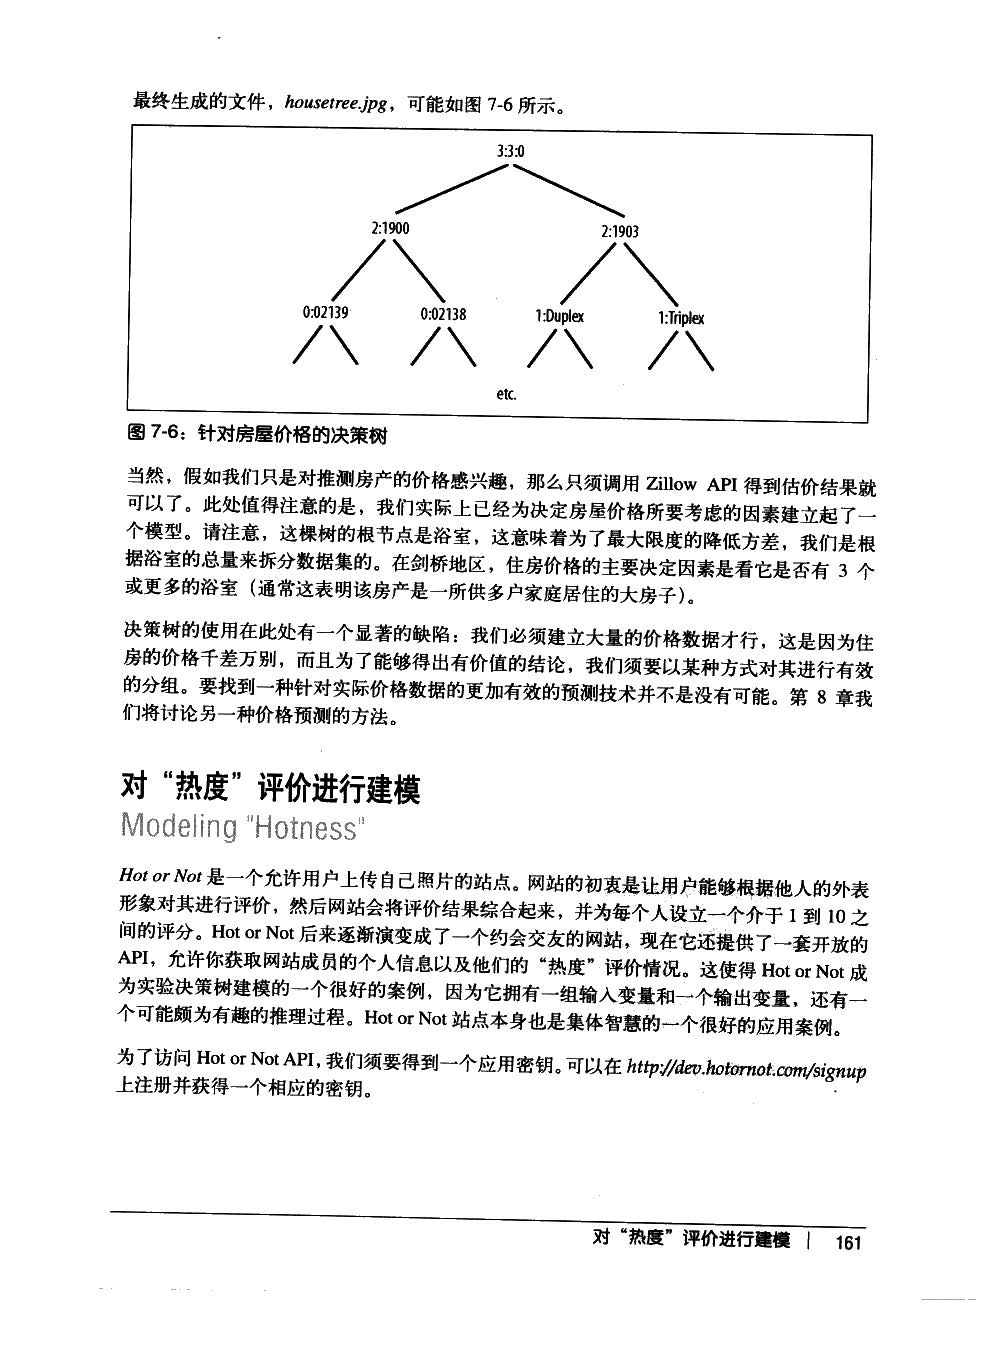 最终生成的文件，housetree.jpg，可能如图 7-6 所示。
3:3:0
2:1900
2:1903
0:02139
0:02138
1:Duplex
1:Triplex
etc.
图 7-6：针对房屋价格的决策树
当然，假如我们只是对推测房产的价格感兴趣，那么只须调用 Zillow API 得到估价结果就
可以了。此处值得注意的是，我们实际上已经为决定房屋价格所要考虑的因素建立起了一
个模型。请注意，这棵树的根节点是浴室，这意味着为了最大限度的降低方差，我们是根
据浴室的总量来拆分数据集的。在剑桥地区，住房价格的主要决定因素是看它是否有 3 个
或更多的浴室（通常这表明该房产是一所供多户家庭居住的大房子）。
决策树的使用在此处有一个显著的缺陷：我们必须建立大量的价格数据才行，这是因为住
房的价格千差万别，而且为了能够得出有价值的结论，我们须要以某种方式对其进行有效
的分组。要找到一种针对实际价格数据的更加有效的预测技术并不是没有可能。第 8 章我
们将讨论另一种价格预测的方法。
对“热度”评价进行建模
Modeling "Hotness"
Hot or Not 是一个允许用户上传自己照片的站点。网站的初衷是让用户能够根据他人的外表
形象对其进行评价，然后网站会将评价结果综合起来，并为每个人设立一个介于 1 到 10 之
间的评分。Hot or Not 后来逐渐演变成了一个约会交友的网站，现在它还提供了一套开放的
API，允许你获取网站成员的个人信息以及他们的“热度”评价情况。这使得 Hot or Not 成
为实验决策树建模的一个很好的案例，因为它拥有一组输入变量和一个输出变量，还有一
个可能颇为有趣的推理过程。Hot or Not 站点本身也是集体智慧的一个很好的应用案例。
为了访问 Hot or Not API，我们须要得到一个应用密钥。可以在 http://dev.hotornot.com/signup
上注册并获得一个相应的密钥。
对“热度”评价进行建模 | 161